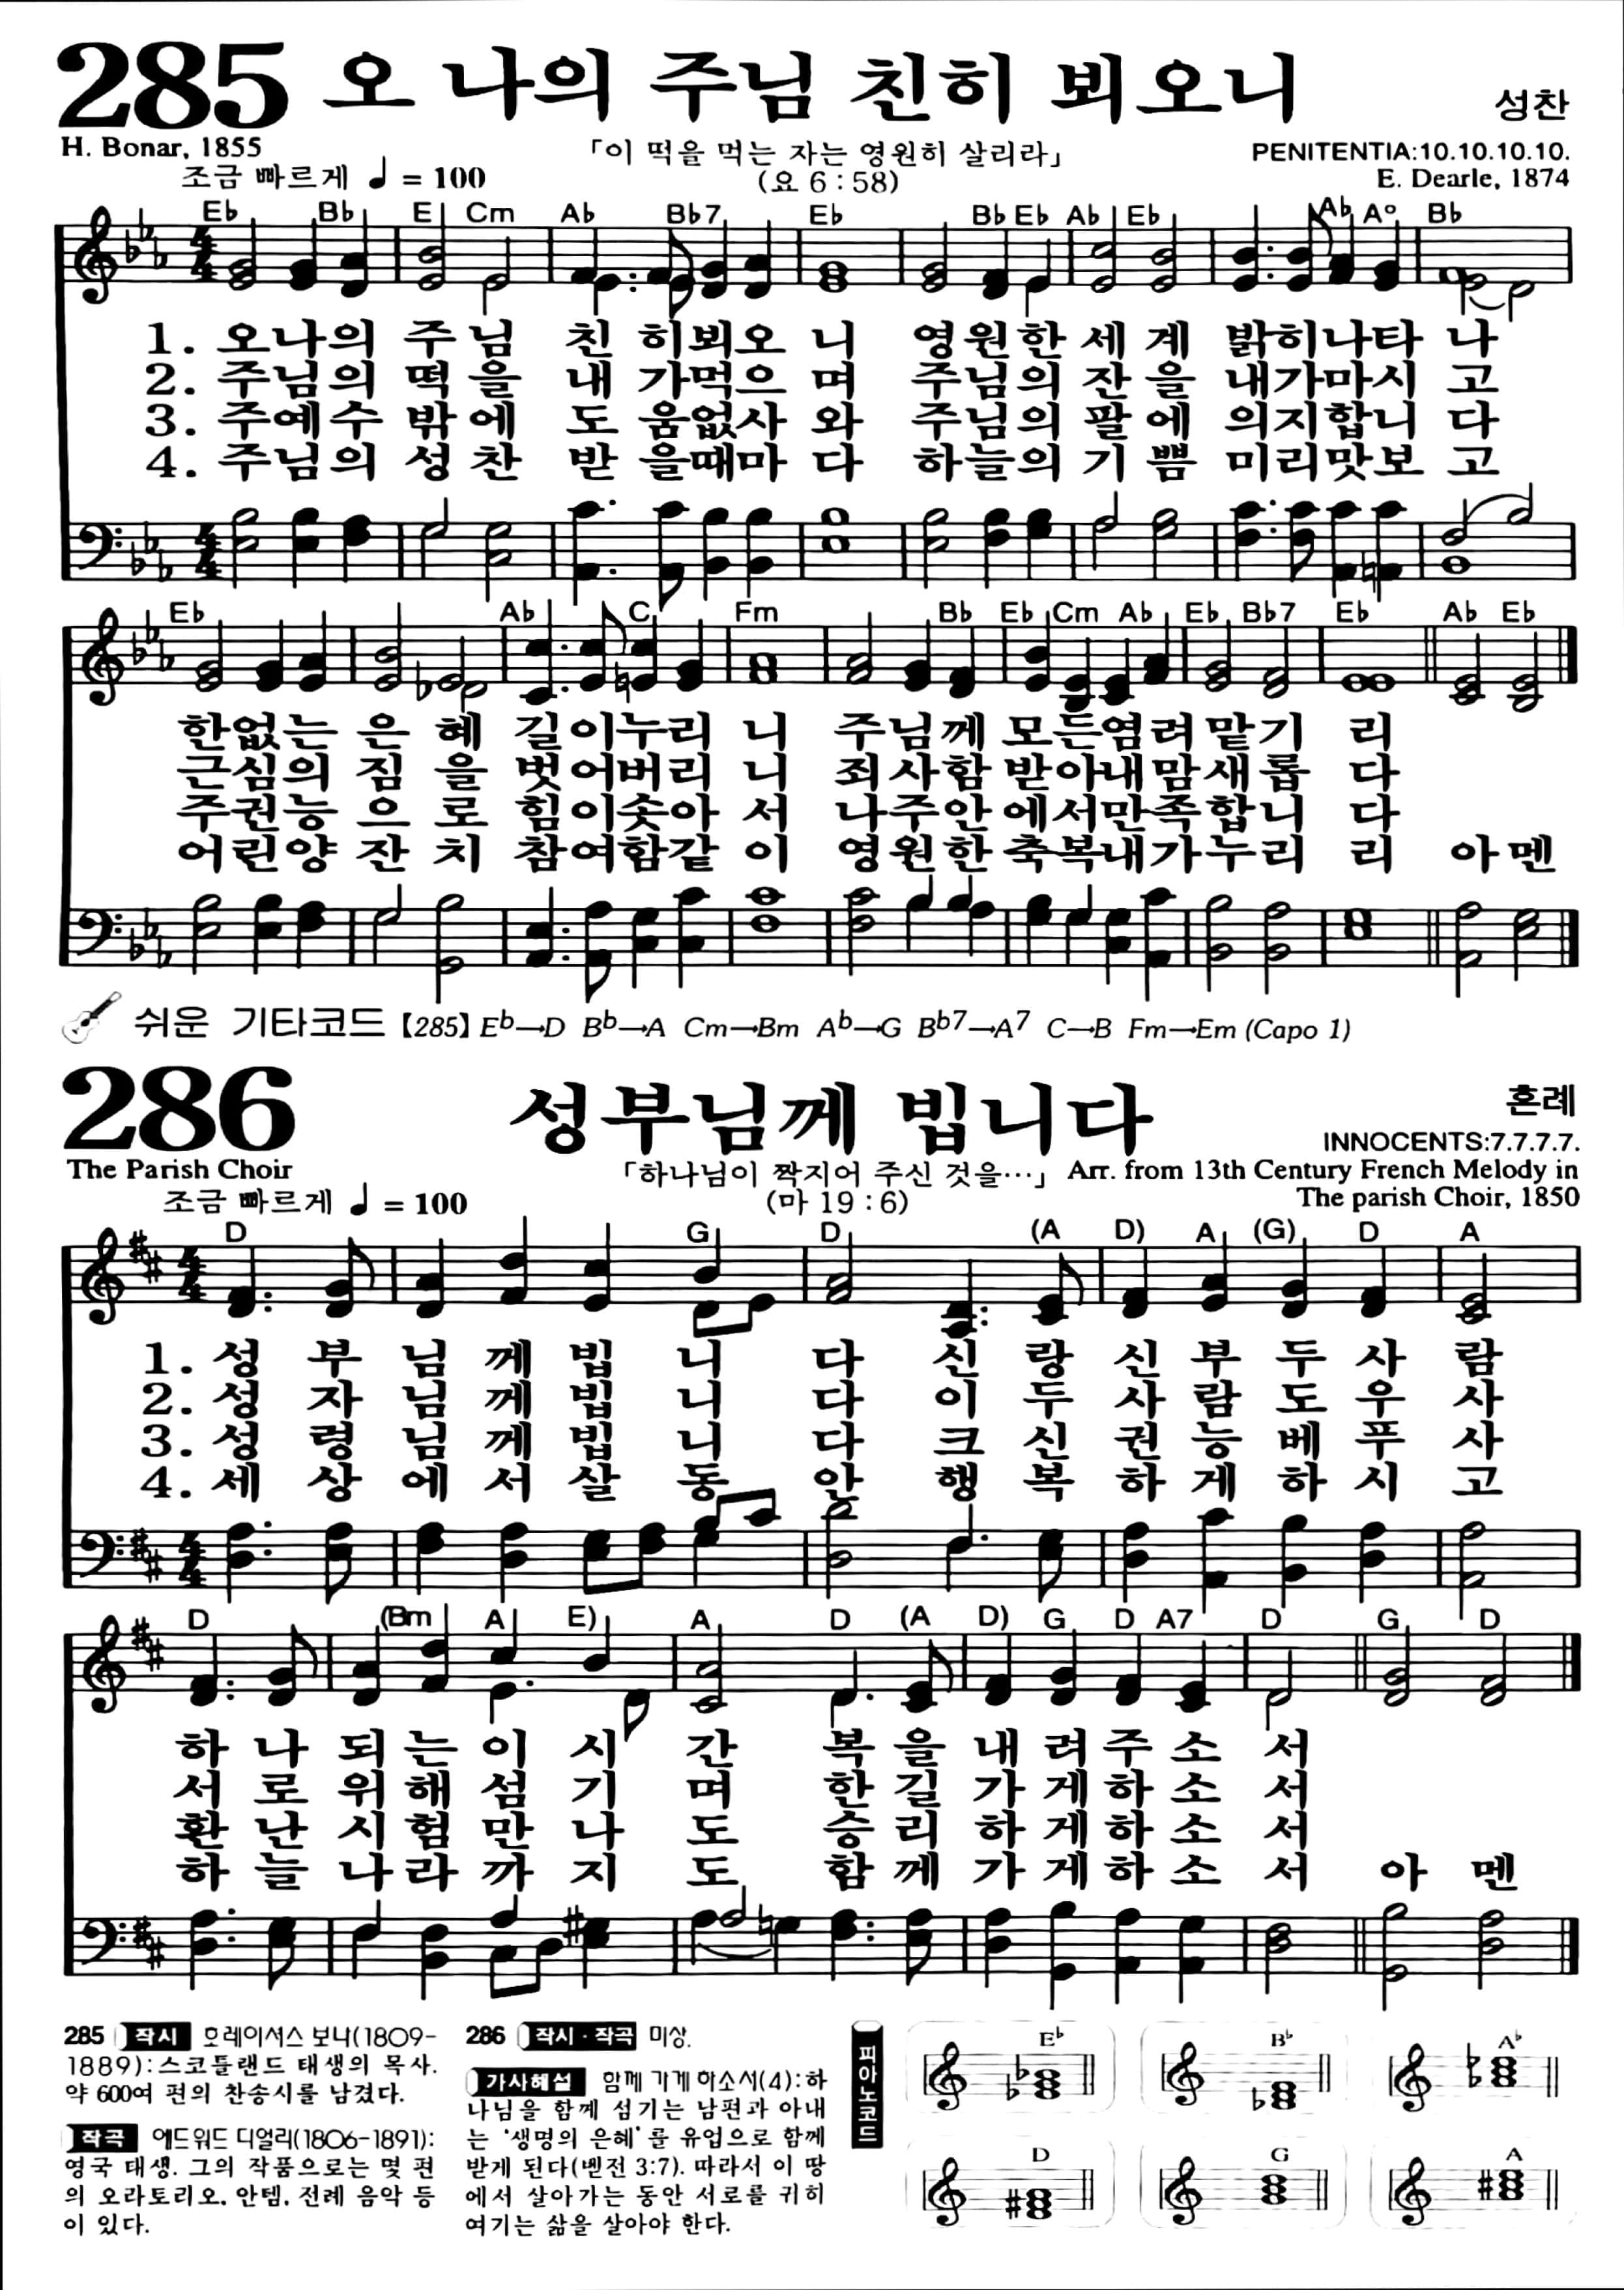 285 오 나의 주님 친히 뵈오니 성찬
H. Bonar, 1855 「이 떡을 먹는 자는 영원히 살리라」 PENITENTIA:10.10.10.10.
조금 빠르게 ♩ = 100 (요 6 : 58) E. Dearle, 1874
E♭ B♭ E Cm A♭ B♭7 E♭ B♭ E♭ A♭ E♭ A♭ A° B♭
4/4
1. 오나의 주님 친 히뵈오 니 영원한 세 계 밝히나타 나
2. 주님의 떡을 내 가먹으 며 주님의 잔 을 내가마시 고
3. 주예수 밖에 도 움없사 와 주님의 팔 에 의지합니 다
4. 주님의 성찬 받 을때마 다 하늘의 기 쁨 미리맛보 고
4/4
E♭ A♭ C Fm B♭ E♭ Cm A♭ E♭ B♭7 E♭ A♭ E♭
한없는 은 혜 길이누리 니 주님께 모든염려맡기 리
근심의 짐 을 벗어버리 니 죄사함 받아내맘새롭 다
주권능 으 로 힘이솟아 서 나주안 에서만족합니 다
어린양 잔 치 참여함같 이 영원한 축복내가누리 리 아멘
쉬운 기타코드【285】E♭→D B♭→A Cm→Bm A♭→G B♭7→A7 C→B Fm→Em (Capo 1)
286 성부님께 빕니다 혼례
INNOCENTS:7.7.7.7.
The Parish Choir 「하나님이 짝지어 주신 것을…」 Arr. from 13th Century French Melody in
조금 빠르게 ♩ = 100 (마 19 : 6) The parish Choir, 1850
D G D (A D) A (G) D A
4/4
1. 성 부 님 께 빕 니 다 신 랑 신 부 두 사 람
2. 성 자 님 께 빕 니 다 이 두 사 람 도 우 사
3. 성 령 님 께 빕 니 다 크 신 권 능 베 푸 사
4. 세 상 에 서 살 동 안 행 복 하 게 하 시 고
4/4
D (Bm A E) A D (A D) G D A7 D G D
하 나 되 는 이 시 간 복 을 내 려 주 소 서
서 로 위 해 섬 기 며 한 길 가 게 하 소 서
환 난 시 험 만 나 도 승 리 하 게 하 소 서
하 늘 나 라 까 지 도 함 께 가 게 하 소 서 아 멘
285 작시 호레이셔스 보나(1809-
1889):스코틀랜드 태생의 목사.
약 600여 편의 찬송시를 남겼다.
작곡 에드워드 디얼리(1806-1891):
영국 태생. 그의 작품으로는 몇 편
의 오라토리오, 안템, 전례 음악 등
이 있다.
286 작시·작곡 미상.
가사해설 함께 가게 하소서(4):하
나님을 함께 섬기는 남편과 아내
는 '생명의 은혜'를 유업으로 함께
받게 된다(벧전 3:7). 따라서 이 땅
에서 살아가는 동안 서로를 귀히
여기는 삶을 살아야 한다.
피아노코드
E♭ B♭ A♭
D G A